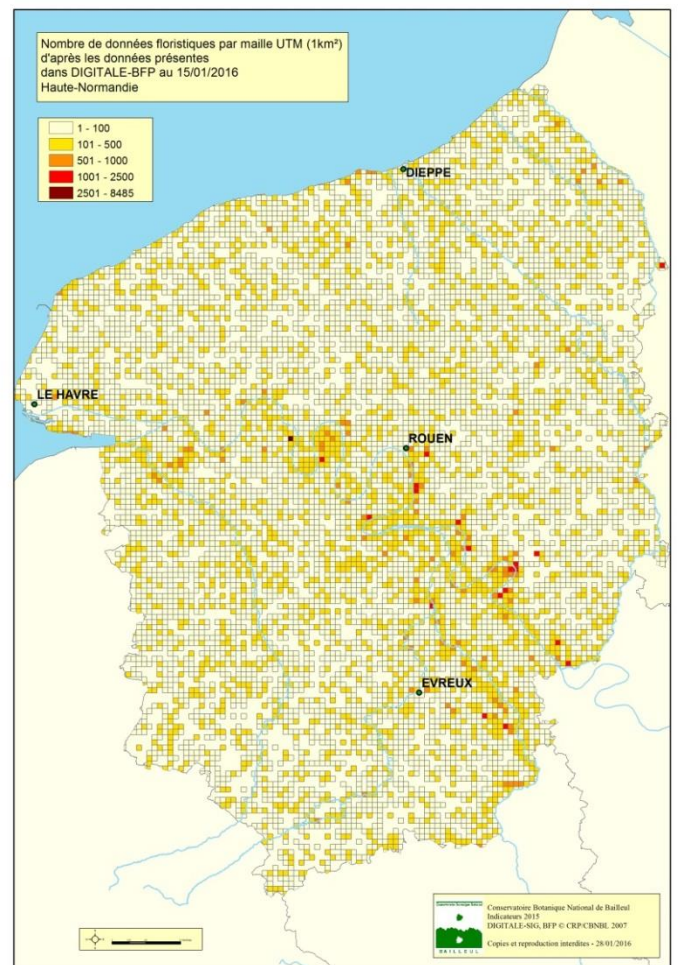 Nombre de données floristiques par maille UTM (1km²)
d'après les données présentes
dans DIGITALE-BFP au 15/01/2016
Haute-Normandie
1 - 100
101 - 500
501 - 1000
1001 - 2500
2501 - 8485
DIEPPE
LE HAVRE
ROUEN
EVREUX
Conservatoire Botanique National de Bailleul
Indicateurs 2015
DIGITALE-SIG, BFP © CRP/CBNBL 2007
Copies et reproduction interdites - 28/01/2016
BAILLEUL